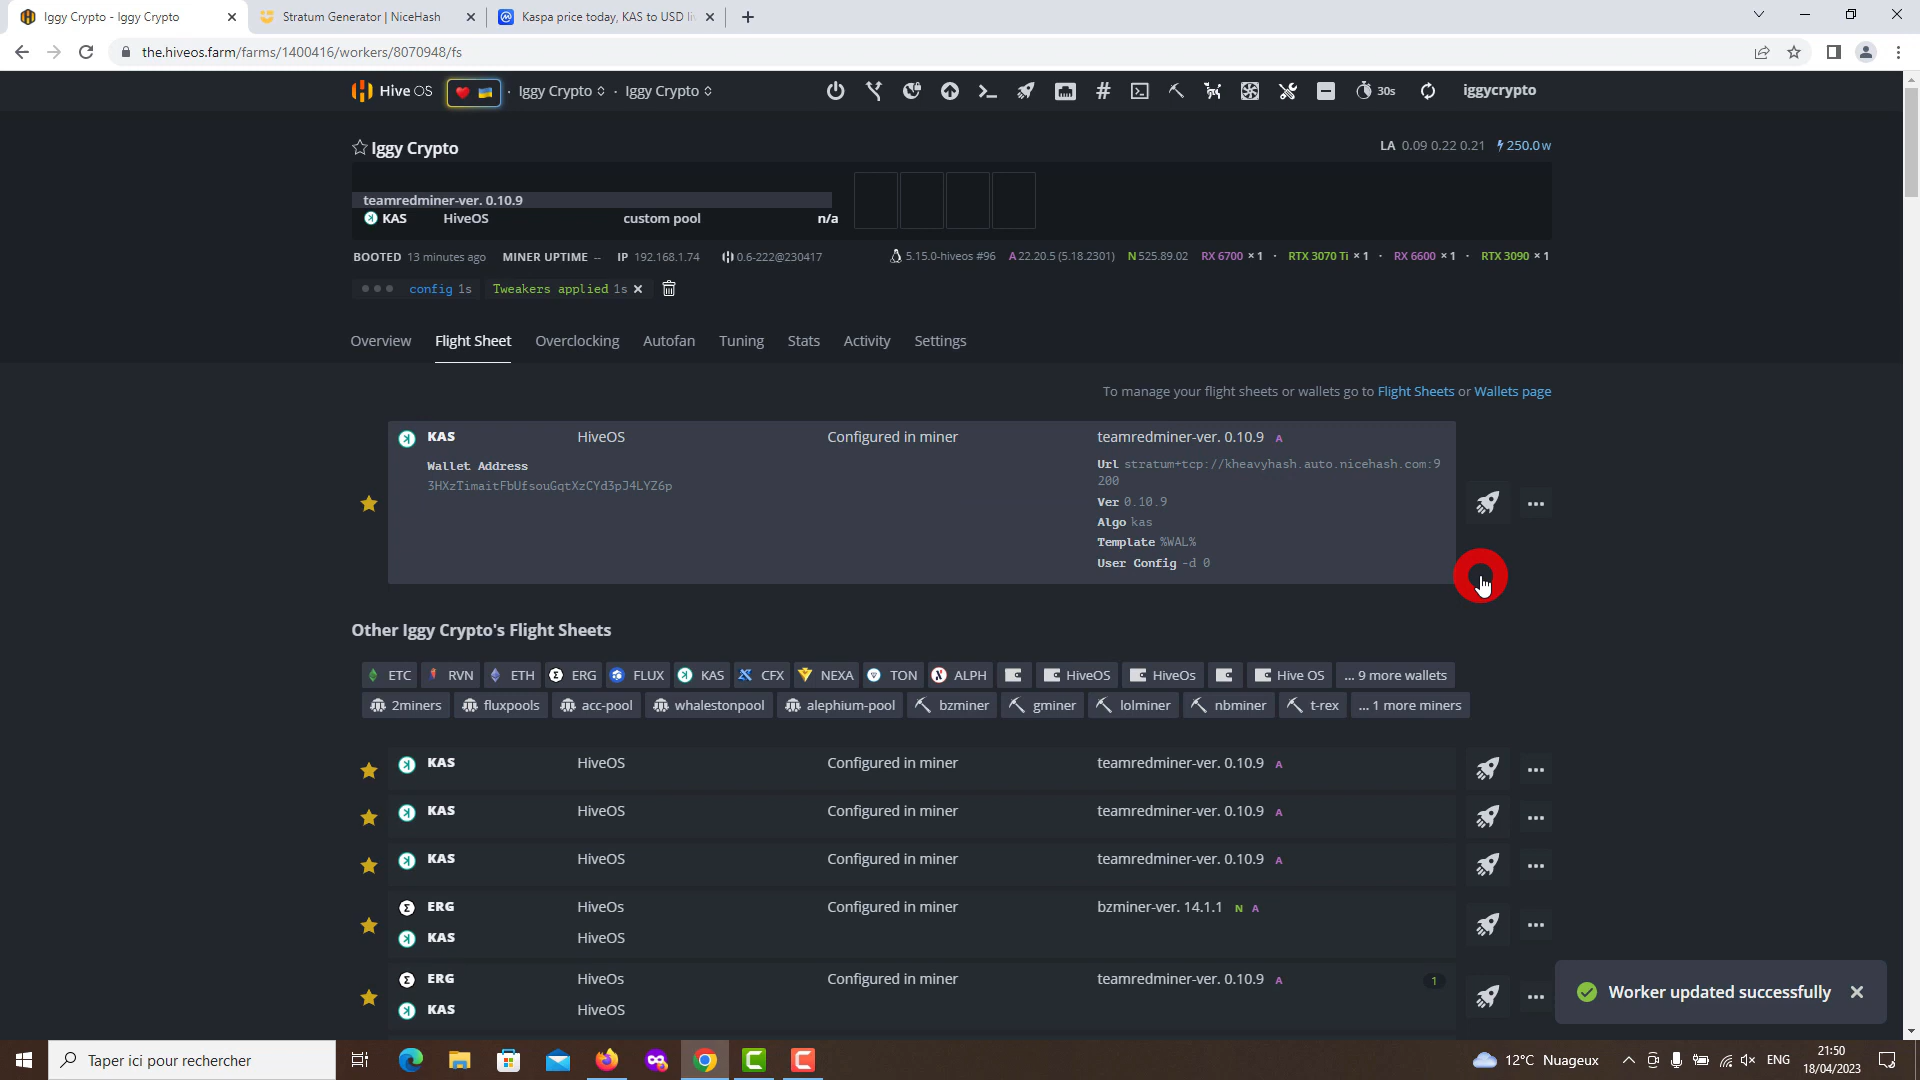 Iggy Crypto - Iggy Crypto
Stratum Generator | NiceHash
Kaspa price today, KAS to USD li
the.hiveos.farm/farms/1400416/workers/8070948/fs
Hive OS · Iggy Crypto · Iggy Crypto
30s
iggycrypto
Iggy Crypto
LA 0.09 0.22 0.21 250.0 w
teamredminer-ver. 0.10.9
KAS HiveOS custom pool n/a
BOOTED 13 minutes ago MINER UPTIME – IP 192.168.1.74 0.6-222@230417
5.15.0-hiveos #96 A 22.20.5 (5.18.2301) N 525.89.02 RX 6700 × 1 · RTX 3070 Ti × 1 · RX 6600 × 1 · RTX 3090 × 1
config 1s Tweakers applied 1s
Overview Flight Sheet Overclocking Autofan Tuning Stats Activity Settings
To manage your flight sheets or wallets go to Flight Sheets or Wallets page
KAS HiveOS Configured in miner teamredminer-ver. 0.10.9 A
Wallet Address
3HXzTimaitFbUfsouGqtXzCYd3pJ4LYZ6p
Url stratum+tcp://kheavyhash.auto.nicehash.com:9
200
Ver 0.10.9
Algo kas
Template %WAL%
User Config -d 0
Other Iggy Crypto's Flight Sheets
ETC RVN ETH ERG FLUX KAS CFX NEXA TON ALPH HiveOS HiveOS Hive OS ... 9 more wallets
2miners fluxpools acc-pool whalestonpool alephium-pool bzminer gminer lolminer nbminer t-rex ... 1 more miners
KAS HiveOS Configured in miner teamredminer-ver. 0.10.9 A
KAS HiveOS Configured in miner teamredminer-ver. 0.10.9 A
KAS HiveOS Configured in miner teamredminer-ver. 0.10.9 A
ERG HiveOs Configured in miner bzminer-ver. 14.1.1 N A
KAS HiveOS
ERG HiveOs Configured in miner teamredminer-ver. 0.10.9 A 1
KAS HiveOS
Worker updated successfully
Taper ici pour rechercher
12°C Nuageux
ENG
21:50
18/04/2023